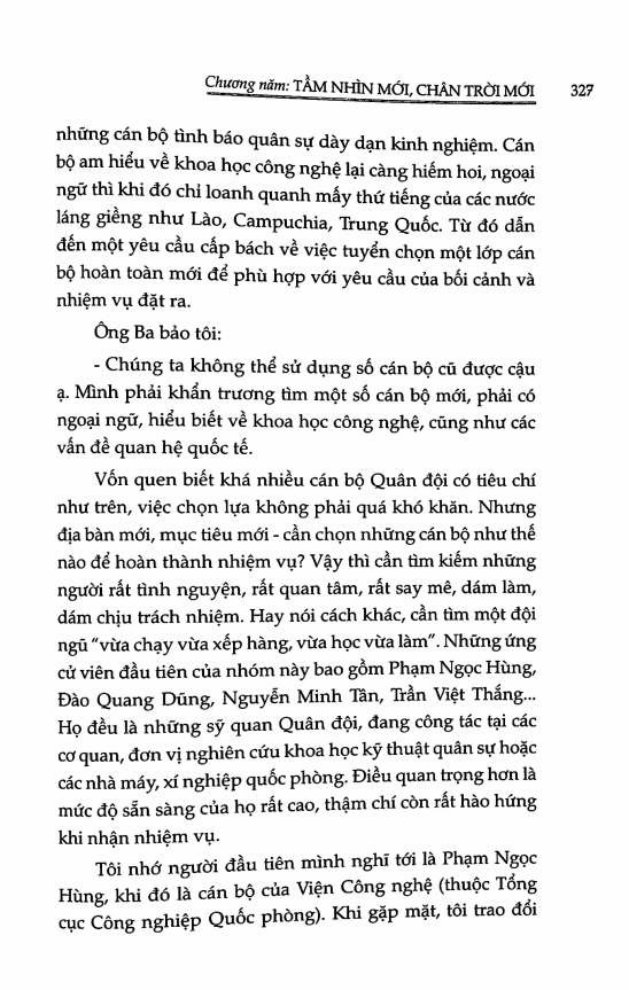 Chương năm: TẦM NHÌN MỚI, CHÂN TRỜI MỚI 327
những cán bộ tình báo quân sự dày dạn kinh nghiệm. Cán
bộ am hiểu về khoa học công nghệ lại càng hiếm hoi, ngoại
ngữ thì khi đó chỉ loanh quanh mấy thứ tiếng của các nước
láng giềng như Lào, Campuchia, Trung Quốc. Từ đó dẫn
đến một yêu cầu cấp bách về việc tuyển chọn một lớp cán
bộ hoàn toàn mới để phù hợp với yêu cầu của bối cảnh và
nhiệm vụ đặt ra.
Ông Ba bảo tôi:
- Chúng ta không thể sử dụng số cán bộ cũ được cậu
ạ. Mình phải khẩn trương tìm một số cán bộ mới, phải có
ngoại ngữ, hiểu biết về khoa học công nghệ, cũng như các
vấn đề quan hệ quốc tế.
Vốn quen biết khá nhiều cán bộ Quân đội có tiêu chí
như trên, việc chọn lựa không phải quá khó khăn. Nhưng
địa bàn mới, mục tiêu mới - cần chọn những cán bộ như thế
nào để hoàn thành nhiệm vụ? Vậy thì cần tìm kiếm những
người rất tình nguyện, rất quan tâm, rất say mê, dám làm,
dám chịu trách nhiệm. Hay nói cách khác, cần tìm một đội
ngũ "vừa chạy vừa xếp hàng, vừa học vừa làm". Những ứng
cử viên đầu tiên của nhóm này bao gồm Phạm Ngọc Hùng,
Đào Quang Dũng, Nguyễn Minh Tân, Trần Việt Thắng...
Họ đều là những sỹ quan Quân đội, đang công tác tại các
cơ quan, đơn vị nghiên cứu khoa học kỹ thuật quân sự hoặc
các nhà máy, xí nghiệp quốc phòng. Điều quan trọng hơn là
mức độ sẵn sàng của họ rất cao, thậm chí còn rất hào hứng
khi nhận nhiệm vụ.
Tôi nhớ người đầu tiên mình nghĩ tới là Phạm Ngọc
Hùng, khi đó là cán bộ của Viện Công nghệ (thuộc Tổng
cục Công nghiệp Quốc phòng). Khi gặp mặt, tôi trao đổi